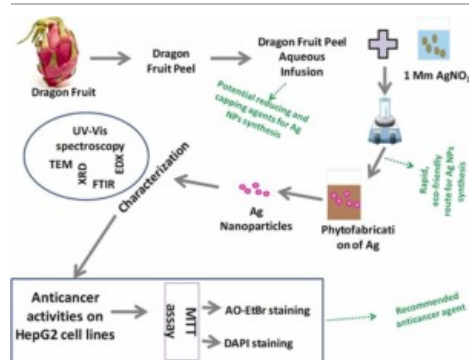 Dragon Fruit
Dragon
Fruit Peel
Dragon Fruit Peel
Aqueous
Infusion
1 Mm AgNO3
Potential reducing and
capping agents for Ag
NPs synthesis
Rapid,
eco-friendly
route for Ag NPs
synthesis
Phytofabricati
on of Ag
Ag
Nanoparticles
Characterization
UV-Vis
spectroscopy
TEM
XRD
FTIR
EDX
Anticancer
activities on
HepG2 cell lines
MTT
assay
AO-EtBr staining
DAPI staining
Recommended
anticancer agent